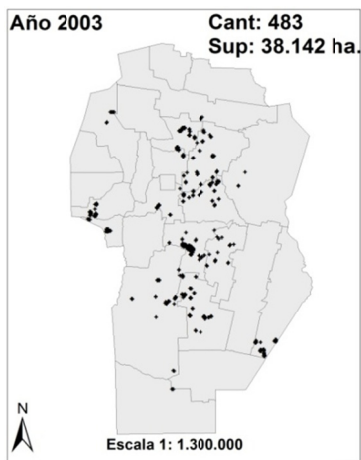 Año 2003
Cant: 483
Sup: 38.142 ha.
N
Escala 1: 1.300.000